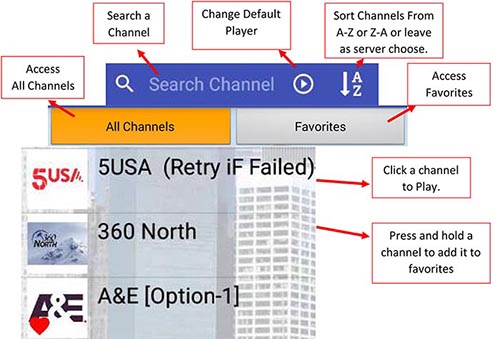 Search a
Channel
Change Default
Player
Sort Channels From
A-Z or Z-A or leave
as server choose.
Access
All Channels
Search Channel
A
Z
Access
Favorites
All Channels
Favorites
5USA.
5USA (Retry iF Failed)
Click a channel
to Play.
360
NORTH
360 North
Press and hold a
channel to add it to
favorites
A&E
A&E [Option-1]